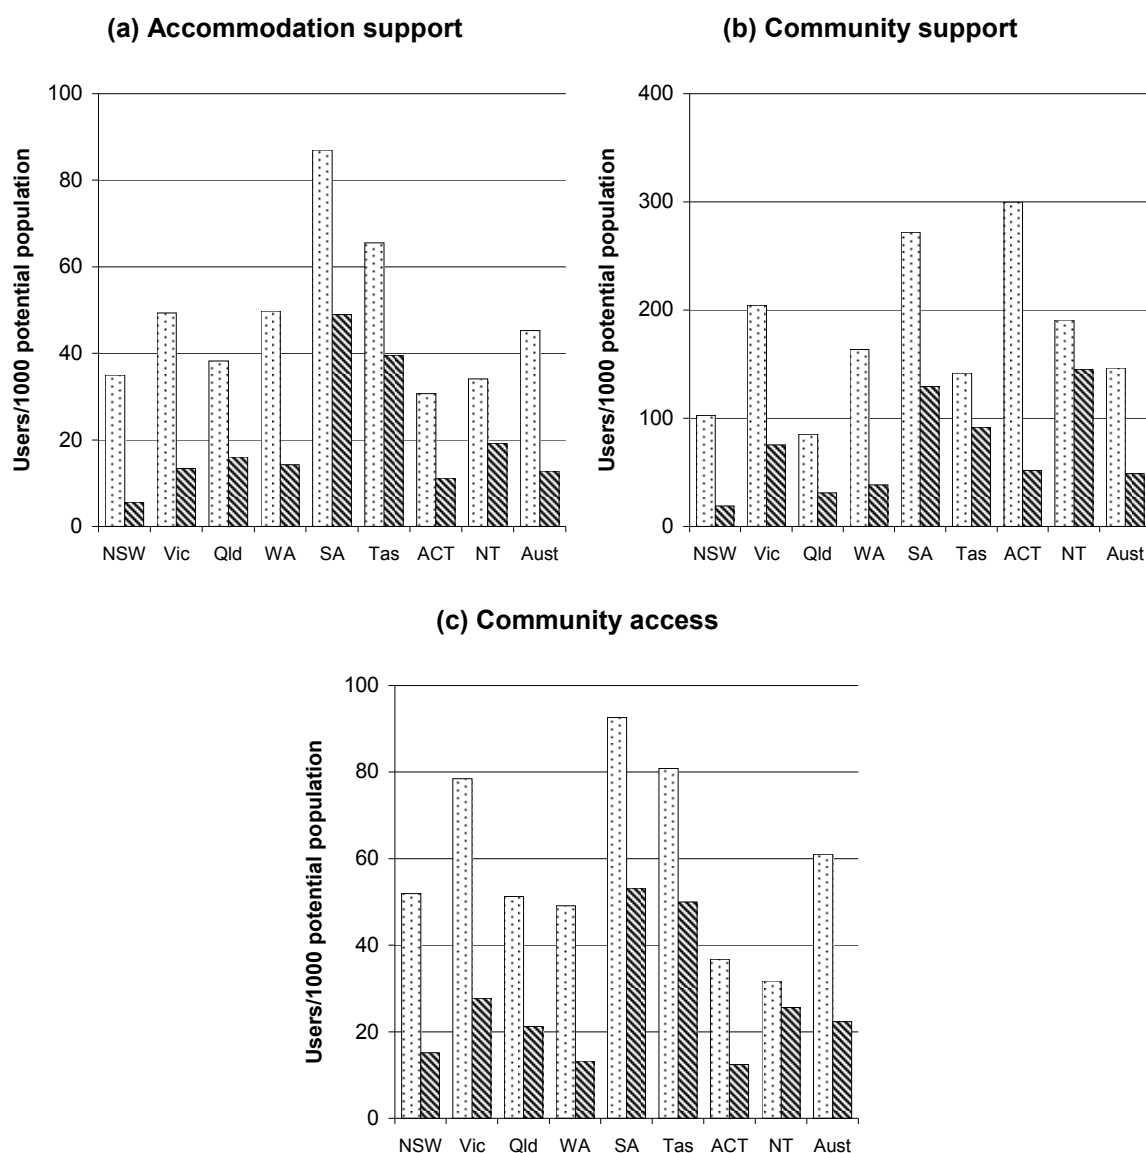 (a) Accommodation support
Users/1000 potential population
100
80
60
40
20
0
NSW Vic Qld WA SA Tas ACT NT Aust
(b) Community support
Users/1000 potential population
400
300
200
100
0
NSW Vic Qld WA SA Tas ACT NT Aust
(c) Community access
Users/1000 potential population
100
80
60
40
20
0
NSW Vic Qld WA SA Tas ACT NT Aust